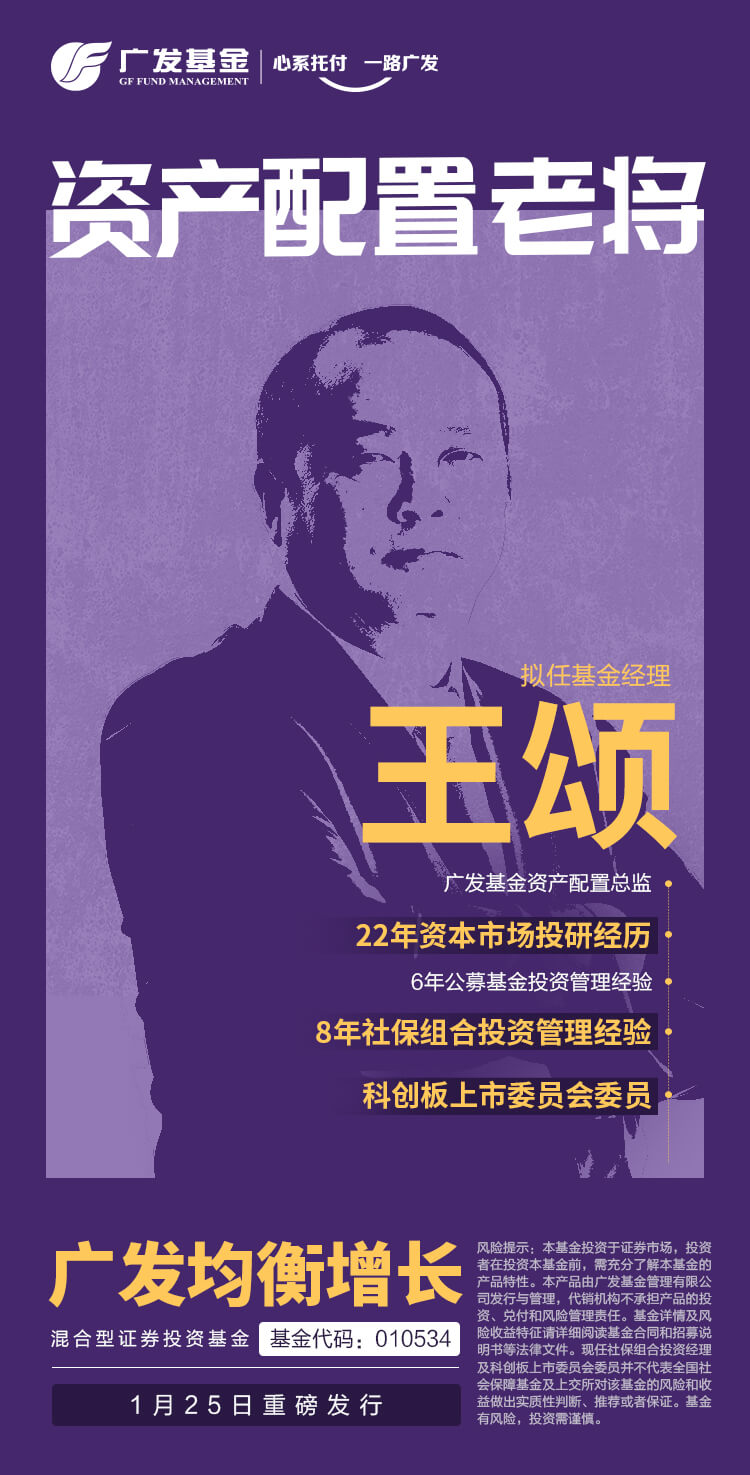 广发基金
GF FUND MANAGEMENT
心系托付 一路广发
资产配置老将
拟任基金经理
王颂
广发基金资产配置总监
22年资本市场投研经历
6年公募基金投资管理经验
8年社保组合投资管理经验
科创板上市委员会委员
广发均衡增长
混合型证券投资基金
基金代码：010534
1月25日重磅发行
风险提示：本基金投资于证券市场，投资
者在投资本基金前，需充分了解本基金的
产品特性。本产品由广发基金管理有限公
司发行与管理，代销机构不承担产品的投
资、兑付和风险管理责任。基金详情及风
险收益特征请详细阅读基金合同和招募说
明书等法律文件。现任社保组合投资经理
及科创板上市委员会委员并不代表全国社
会保障基金及上交所对该基金的风险和收
益做出实质性判断、推荐或者保证。基金
有风险，投资需谨慎。